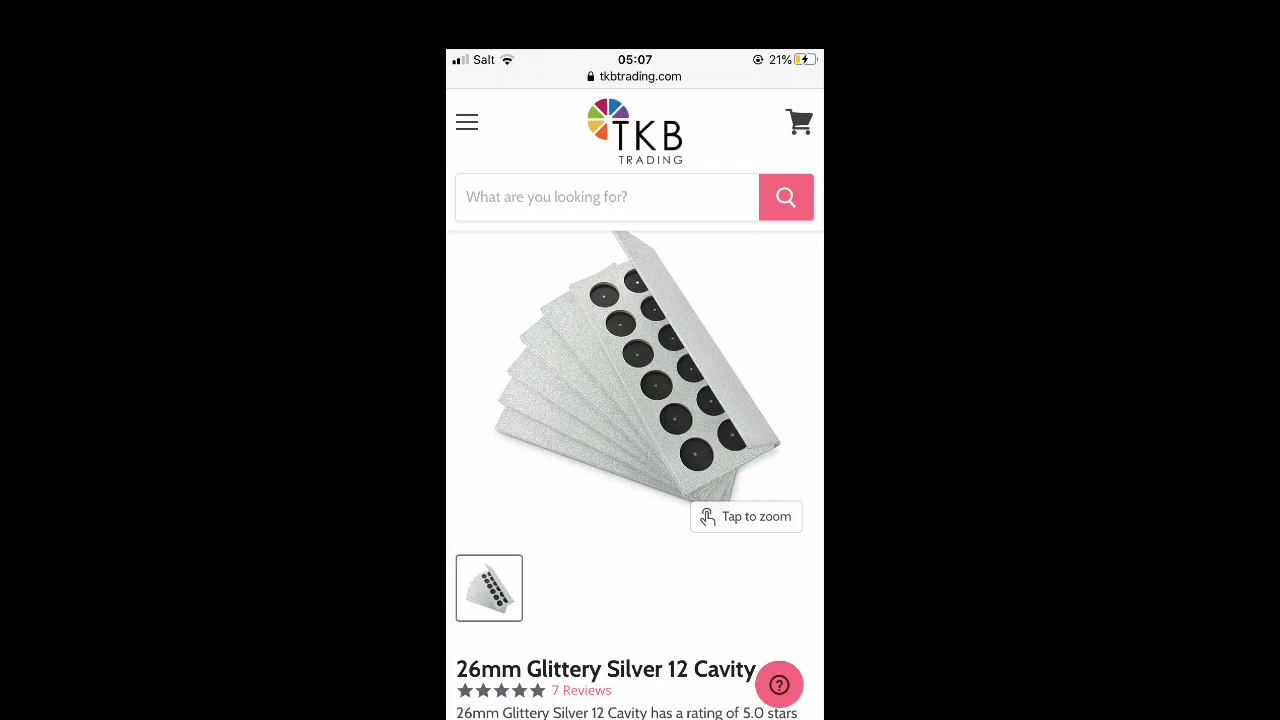 Salt 05:07 21%
tkbtrading.com
TKB
TRADING
What are you looking for?
Tap to zoom
26mm Glittery Silver 12 Cavity
7 Reviews
26mm Glittery Silver 12 Cavity has a rating of 5.0 stars